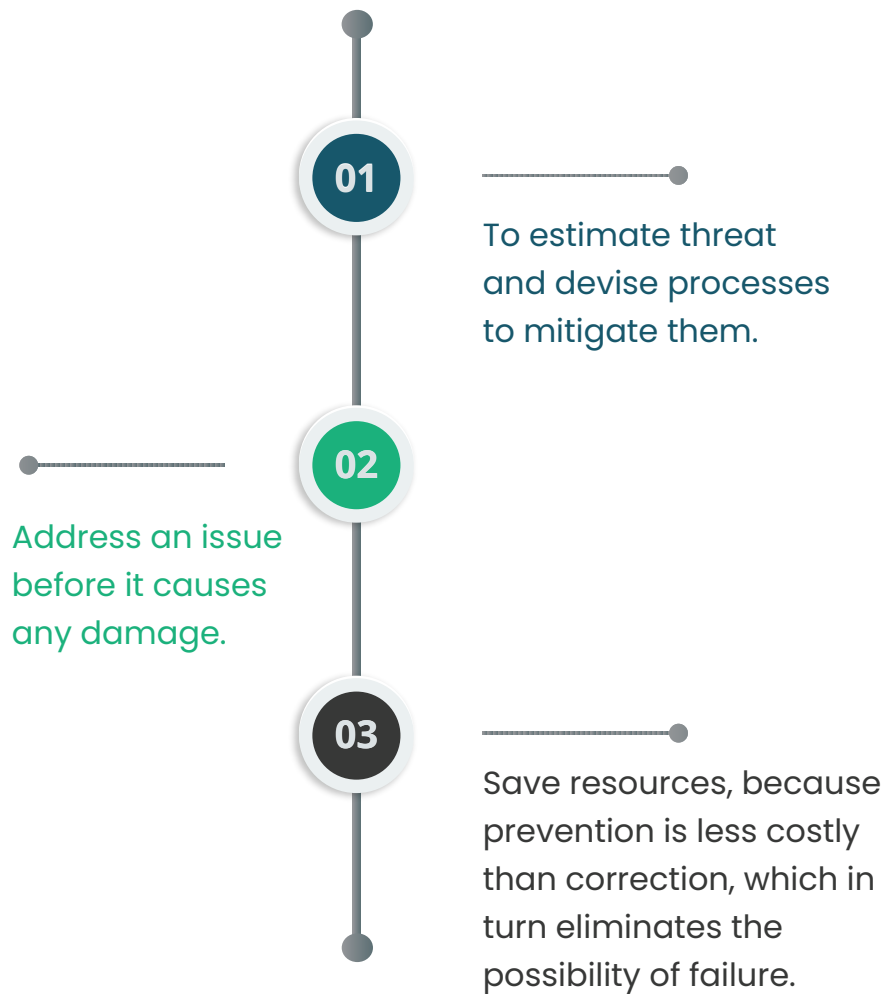 01
To estimate threat
and devise processes
to mitigate them.
02
Address an issue
before it causes
any damage.
03
Save resources, because
prevention is less costly
than correction, which in
turn eliminates the
possibility of failure.